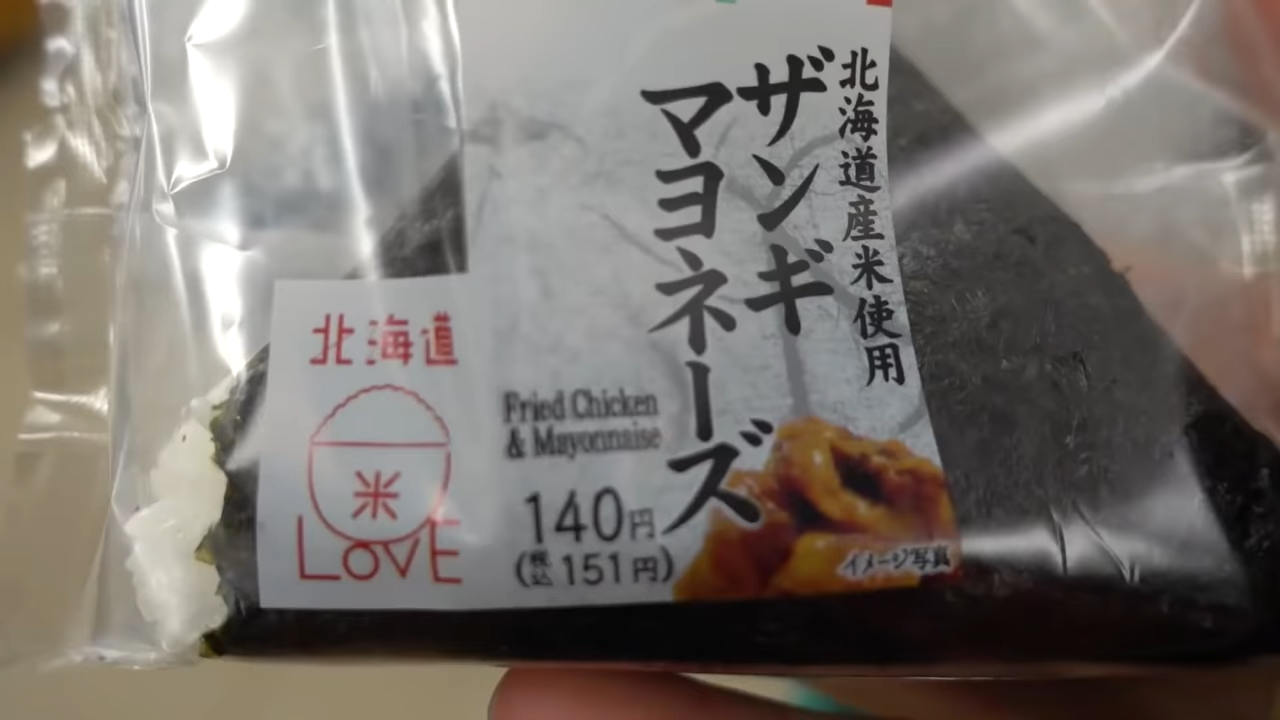 北海道産米使用
ザンギ
マヨネーズ
北海道
米
LOVE
Fried Chicken
& Mayonnaise
140円
(税込151円)
イメージ写真